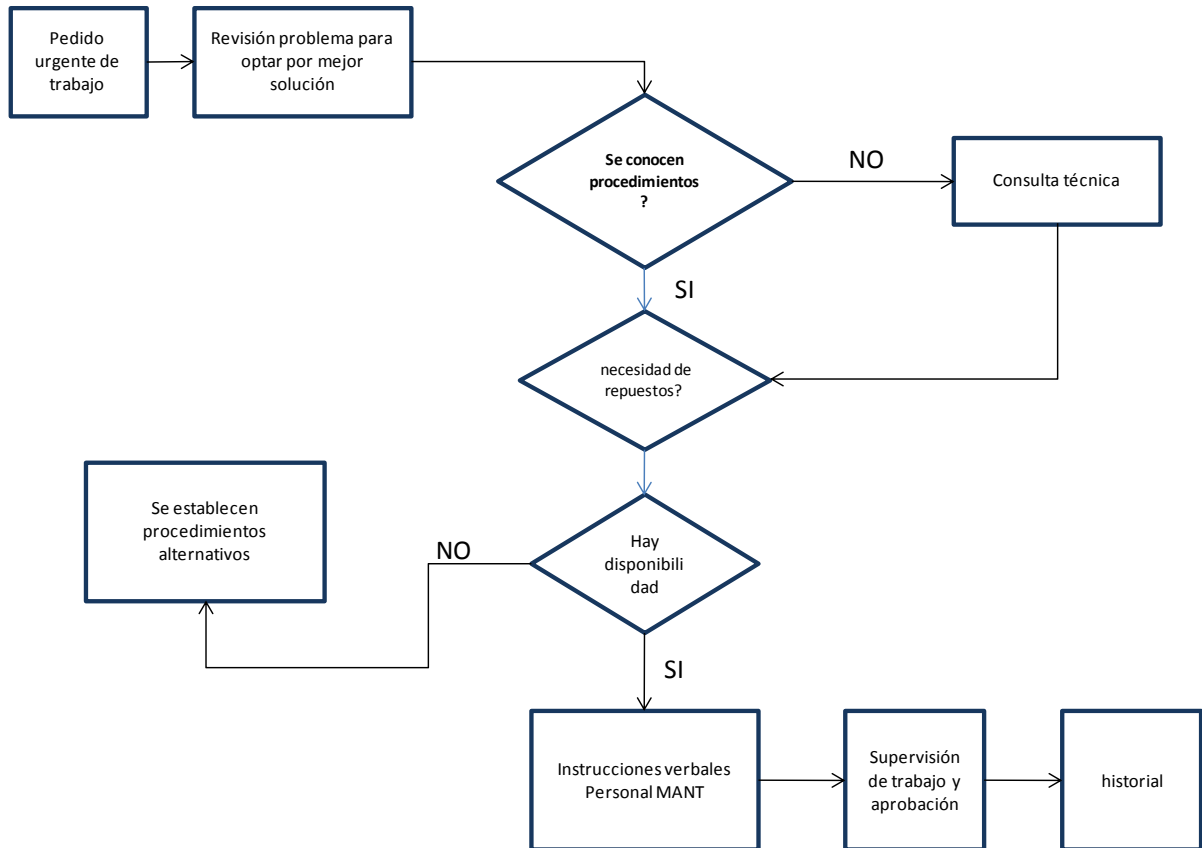 Pedido
urgente de
trabajo
Revisión problema para
optar por mejor
solución
Se conocen
procedimientos
?
NO
Consulta técnica
SI
necesidad de
repuestos?
Se establecen
procedimientos
alternativos
NO
Hay
disponibili
dad
SI
Instrucciones verbales
Personal MANT
Supervisión
de trabajo y
aprobación
historial